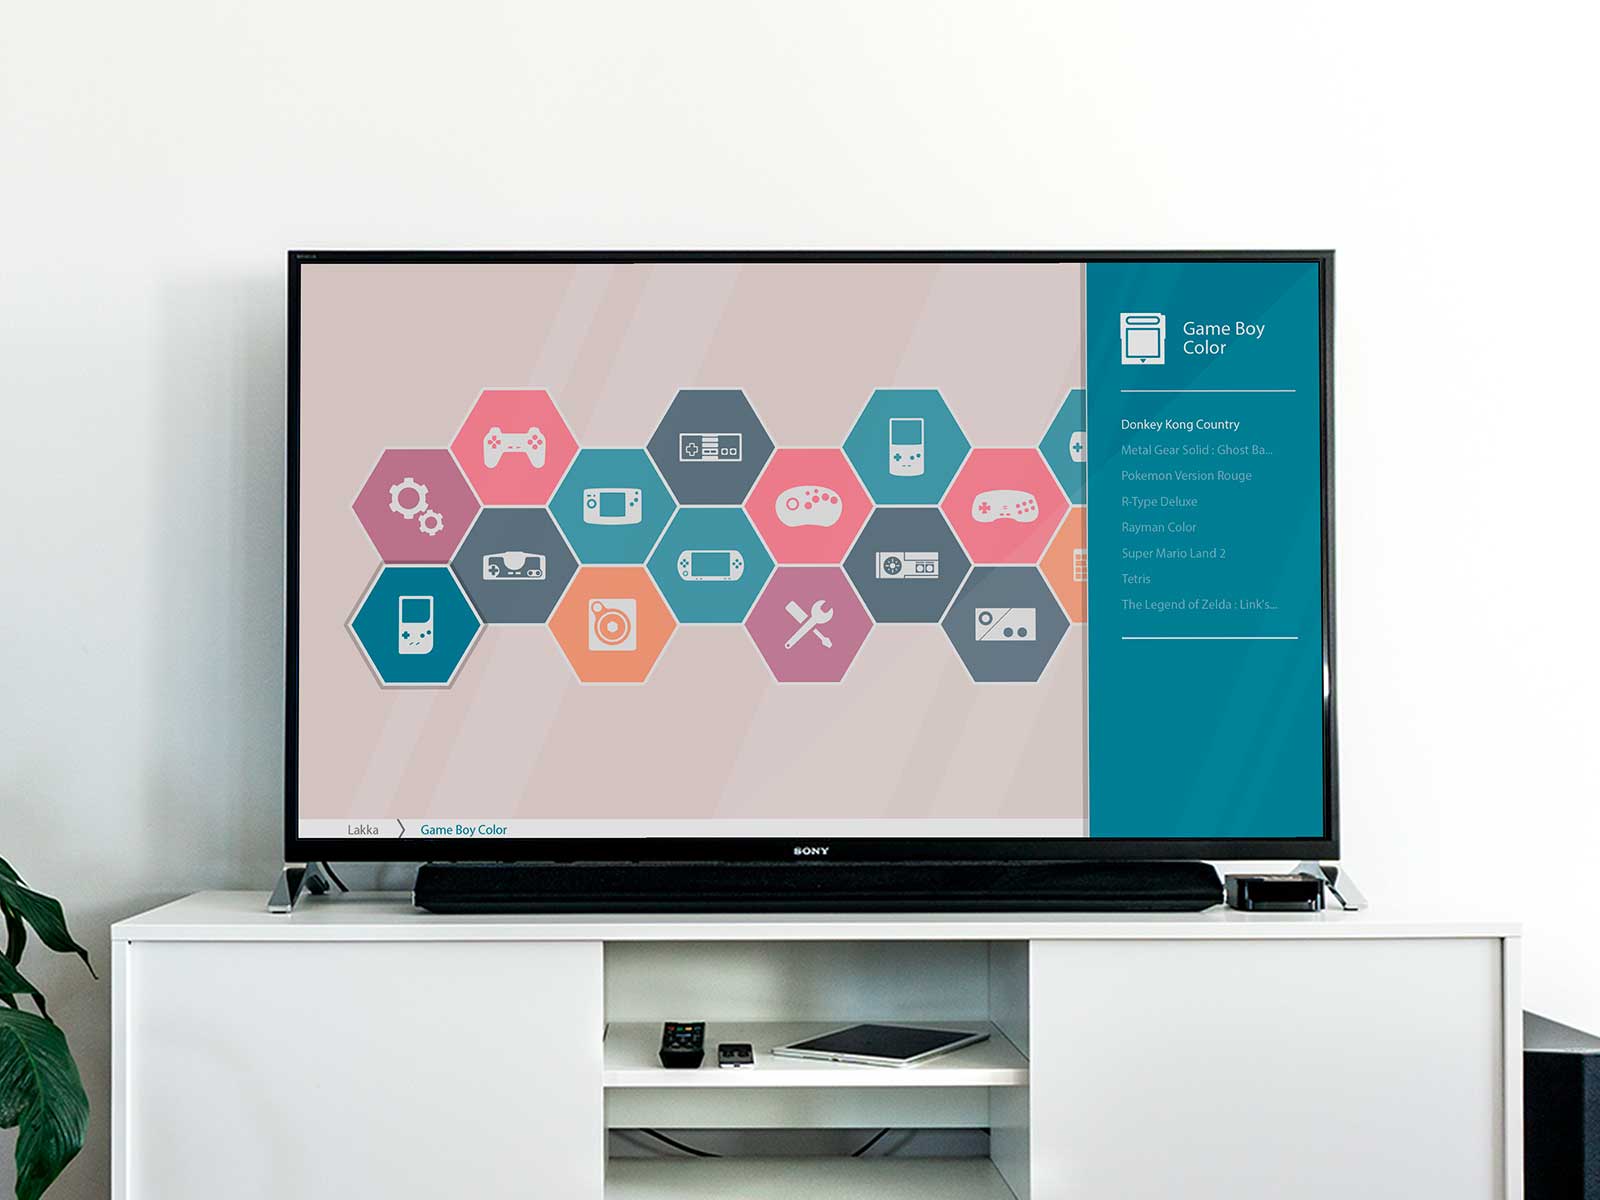 Game Boy
Color
Donkey Kong Country
Metal Gear Solid : Ghost Ba...
Pokemon Version Rouge
R-Type Deluxe
Rayman Color
Super Mario Land 2
Tetris
The Legend of Zelda : Link's...
Lakka
Game Boy Color
SONY